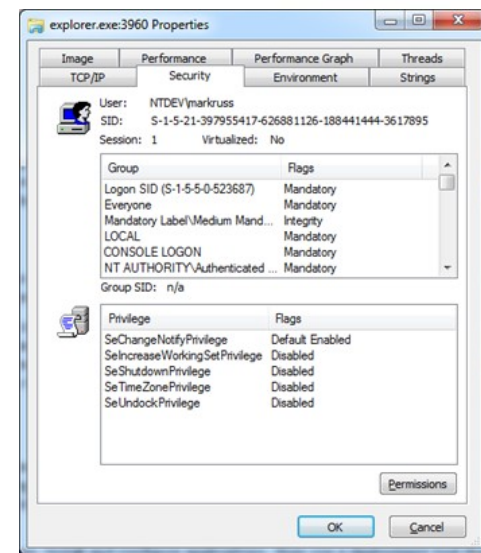 explorer.exe:3960 Properties
Image Performance Performance Graph Threads
TCP/IP Security Environment Strings
User: NTDEV\markruss
SID: S-1-5-21-397955417-626881126-188441444-3617895
Session: 1 Virtualized: No
Group Flags
Logon SID (S-1-5-5-0-523687) Mandatory
Everyone Mandatory
Mandatory Label\Medium Mand... Integrity
LOCAL Mandatory
CONSOLE LOGON Mandatory
NT AUTHORITY\Authenticated ... Mandatory
Group SID: n/a
Privilege Flags
SeChangeNotifyPrivilege Default Enabled
SeIncreaseWorkingSetPrivilege Disabled
SeShutdownPrivilege Disabled
SeTimeZonePrivilege Disabled
SeUndockPrivilege Disabled
Permissions
OK Cancel